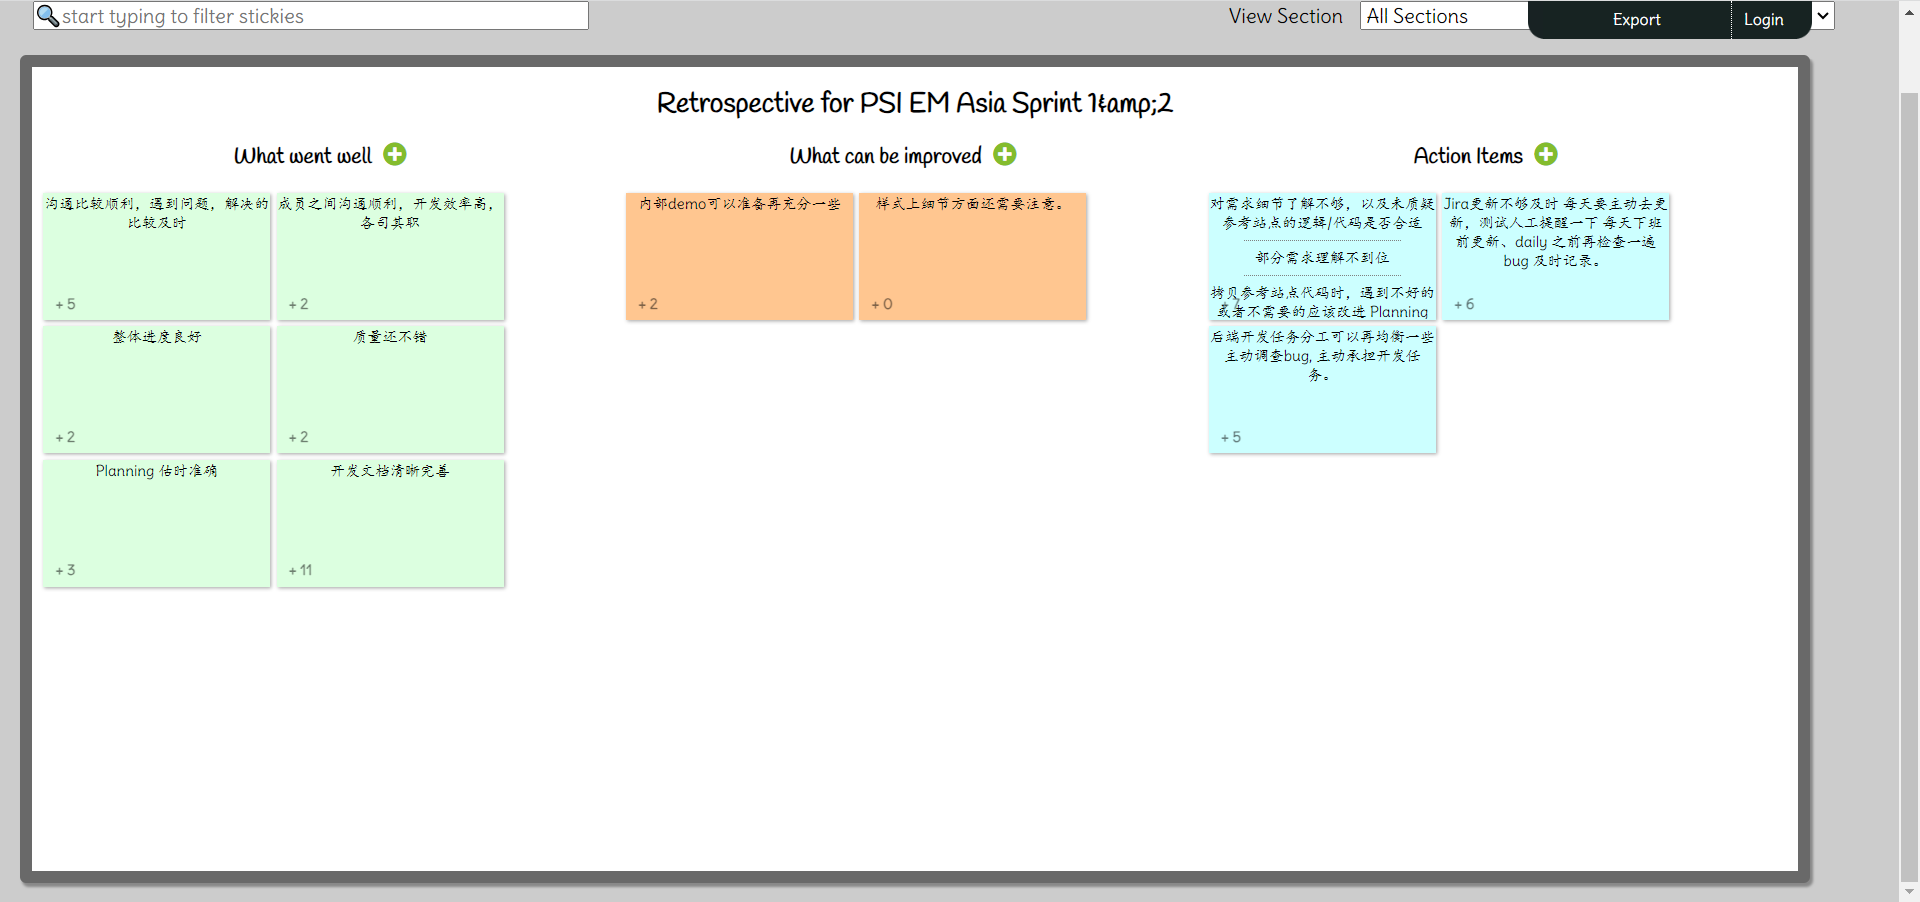 start typing to filter stickies
View Section
All Sections
Export
Login
Retrospective for PSI EM Asia Sprint 1&amp;2
What went well
沟通比较顺利，遇到问题，解决的
比较及时
+ 5
成员之间沟通顺利，开发效率高，
各司其职
+ 2
整体进度良好
+ 2
质量还不错
+ 2
Planning 估时准确
+ 3
开发文档清晰完善
+ 11
What can be improved
内部demo可以准备再充分一些
+ 2
样式上细节方面还需要注意。
+ 0
Action Items
对需求细节了解不够，以及未质疑
参考站点的逻辑/代码是否合适
部分需求理解不到位
拷贝参考站点代码时，遇到不好的
或者不需要的应该改进 Planning
+ 7
Jira更新不够及时 每天要主动去更
新，测试人工提醒一下 每天下班
前更新、daily 之前再检查一遍
bug 及时记录。
+ 6
后端开发任务分工可以再均衡一些
主动调查bug, 主动承担开发任
务。
+ 5